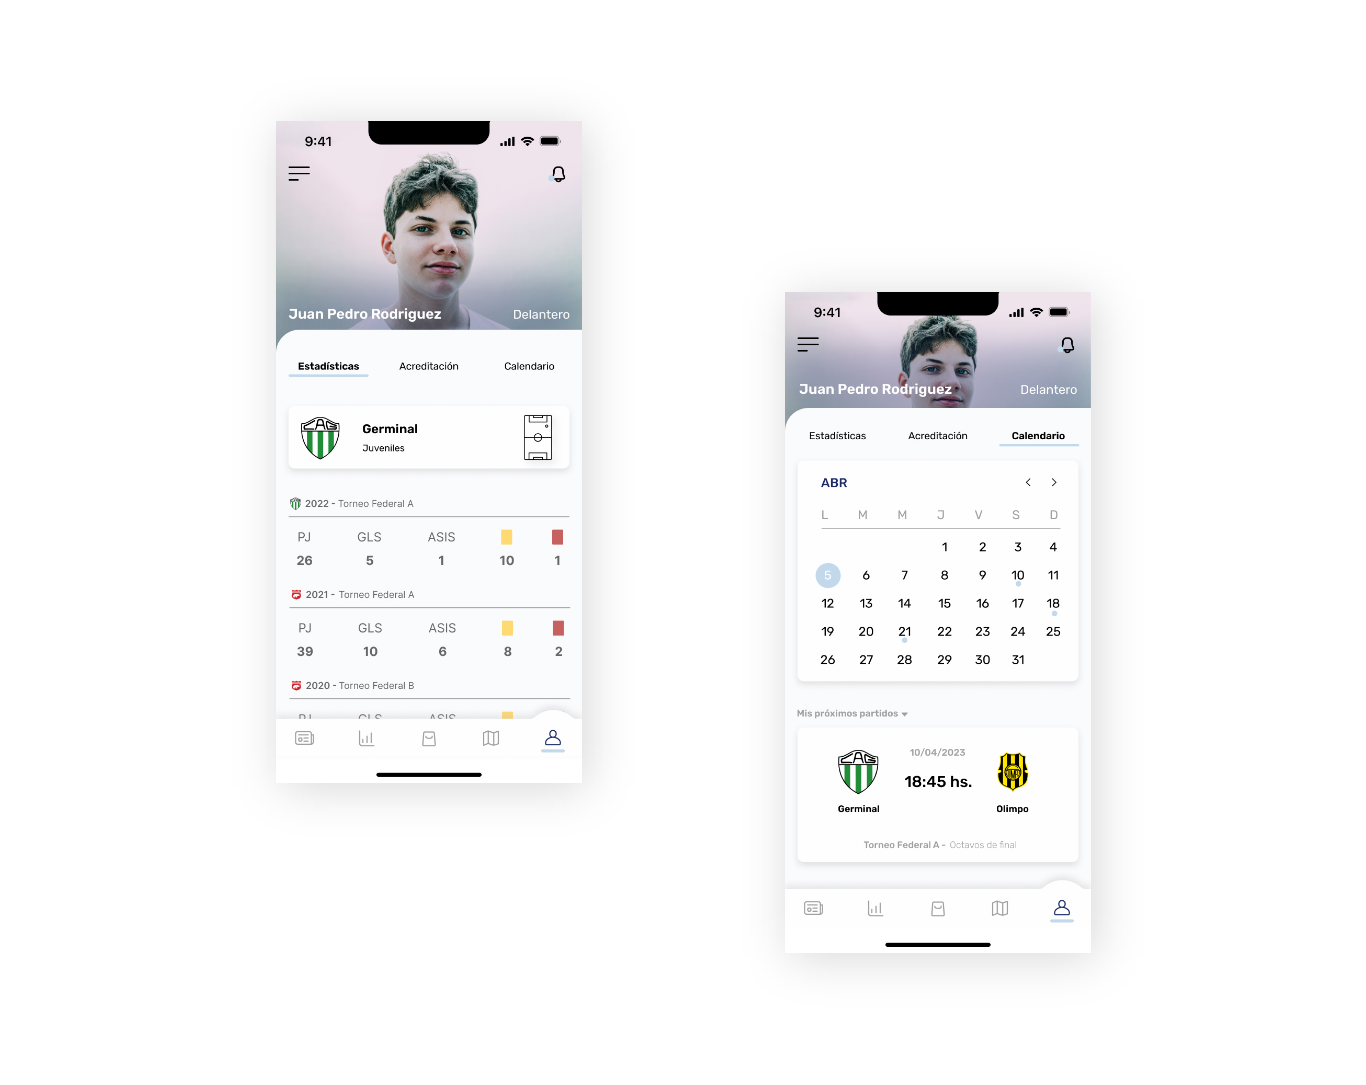 9:41
Juan Pedro Rodriguez Delantero
Estadísticas Acreditación Calendario
CAG
Germinal
Juveniles
2022 - Torneo Federal A
PJ GLS ASIS
26 5 1 10 1
2021 - Torneo Federal A
PJ GLS ASIS
39 10 6 8 2
2020 - Torneo Federal B
PJ GLS ASIS
9:41
Juan Pedro Rodriguez Delantero
Estadísticas Acreditación Calendario
ABR
L M M J V S D
1 2 3 4
5 6 7 8 9 10 11
12 13 14 15 16 17 18
19 20 21 22 23 24 25
26 27 28 29 30 31
Mis próximos partidos
10/04/2023
CAG
18:45 hs.
Germinal Olimpo
Torneo Federal A - Octavos de final